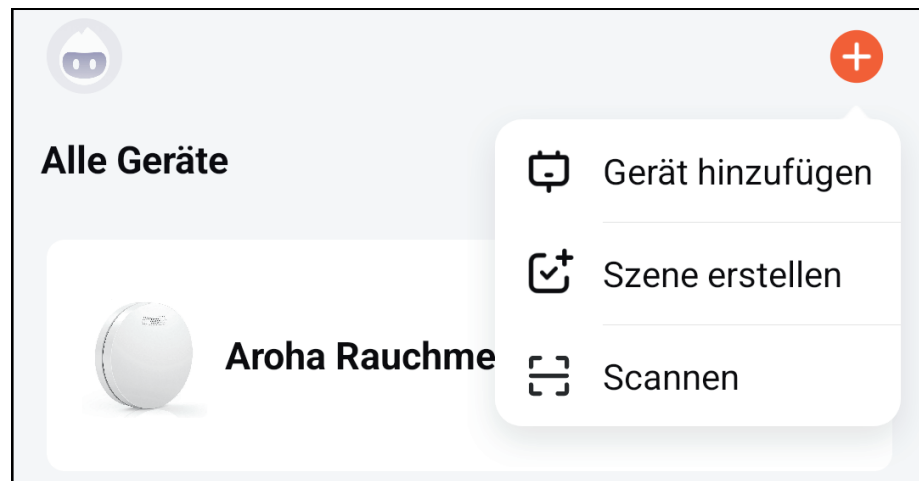 Alle Geräte
Gerät hinzufügen
Szene erstellen
Aroha Rauchme
Scannen